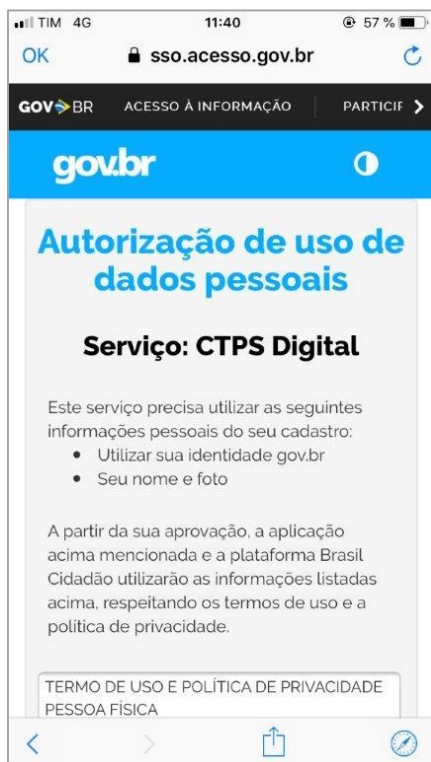 TIM 4G 11:40 57 %
OK sso.acesso.gov.br
GOV BR ACESSO À INFORMAÇÃO PARTICIP
gov.br
Autorização de uso de
dados pessoais
Serviço: CTPS Digital
Este serviço precisa utilizar as seguintes
informações pessoais do seu cadastro:
• Utilizar sua identidade gov.br
• Seu nome e foto
A partir da sua aprovação, a aplicação
acima mencionada e a plataforma Brasil
Cidadão utilizarão as informações listadas
acima, respeitando os termos de uso e a
política de privacidade.
TERMO DE USO E POLÍTICA DE PRIVACIDADE
PESSOA FÍSICA